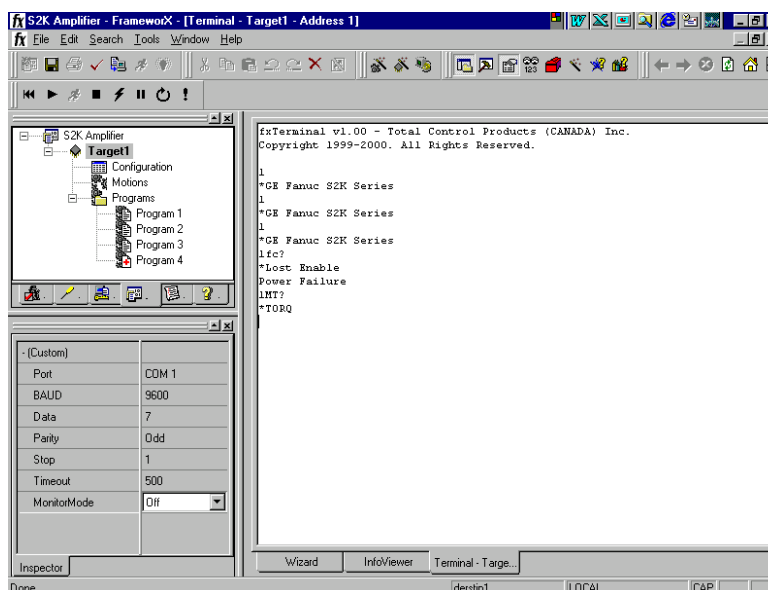 S2K Amplifier - FrameworX - [Terminal - Target1 - Address 1]
File Edit Search Tools Window Help
S2K Amplifier
Target1
Configuration
Motions
Programs
Program 1
Program 2
Program 3
Program 4
- (Custom)
Port COM 1
BAUD 9600
Data 7
Parity Odd
Stop 1
Timeout 500
MonitorMode Off
Inspector
fxTerminal v1.00 - Total Control Products (CANADA) Inc.
Copyright 1999-2000. All Rights Reserved.
1
*GE Fanuc S2K Series
1
*GE Fanuc S2K Series
1
*GE Fanuc S2K Series
1fc?
*Lost Enable
Power Failure
1MT?
*TORQ
Wizard InfoViewer Terminal - Targe...
Done derstip1 LOCAL CAP